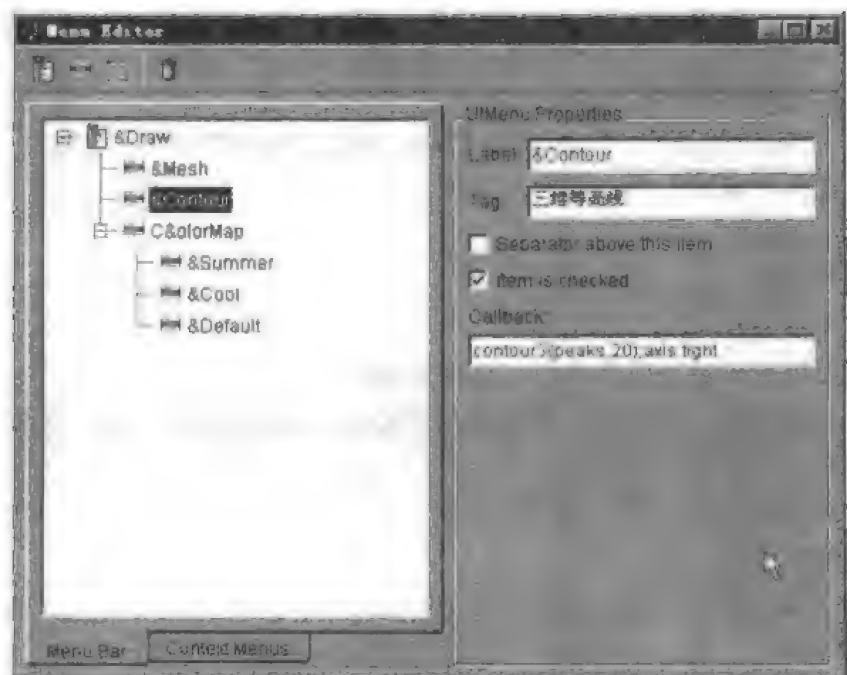 Menu Editor
&Draw
&Mesh
&Contour
C&olorMap
&Summer
&Cool
&Default
Menu Bar
Context Menus
UIMenu Properties
Label: &Contour
Tag: 三维等高线
Separator above this item
Item is checked
Callback:
contour3(peaks,20);axis tight